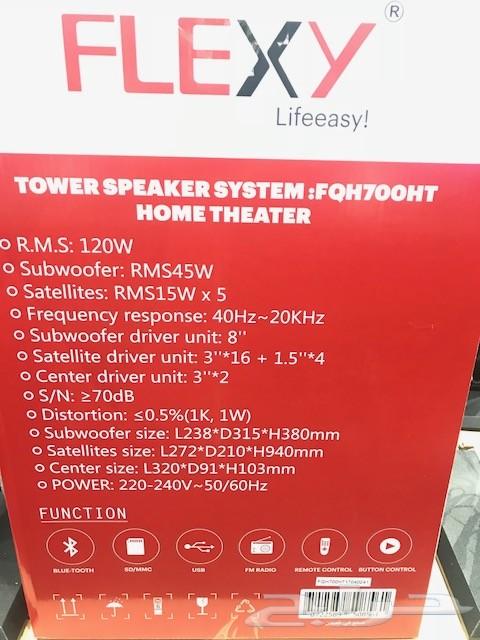 FLEXY®
Lifeeasy!
TOWER SPEAKER SYSTEM :FQH700HT
HOME THEATER
R.M.S: 120W
Subwoofer: RMS45W
Satellites: RMS15W x 5
Frequency response: 40Hz~20KHz
Subwoofer driver unit: 8''
Satellite driver unit: 3''*16 + 1.5''*4
Center driver unit: 3''*2
S/N: ≥70dB
Distortion: ≤0.5%(1K, 1W)
Subwoofer size: L238*D315*H380mm
Satellites size: L272*D210*H940mm
Center size: L320*D91*H103mm
POWER: 220-240V~50/60Hz
FUNCTION
BLUE-TOOTH SD/MMC USB FM RADIO REMOTE CONTROL BUTTON CONTROL